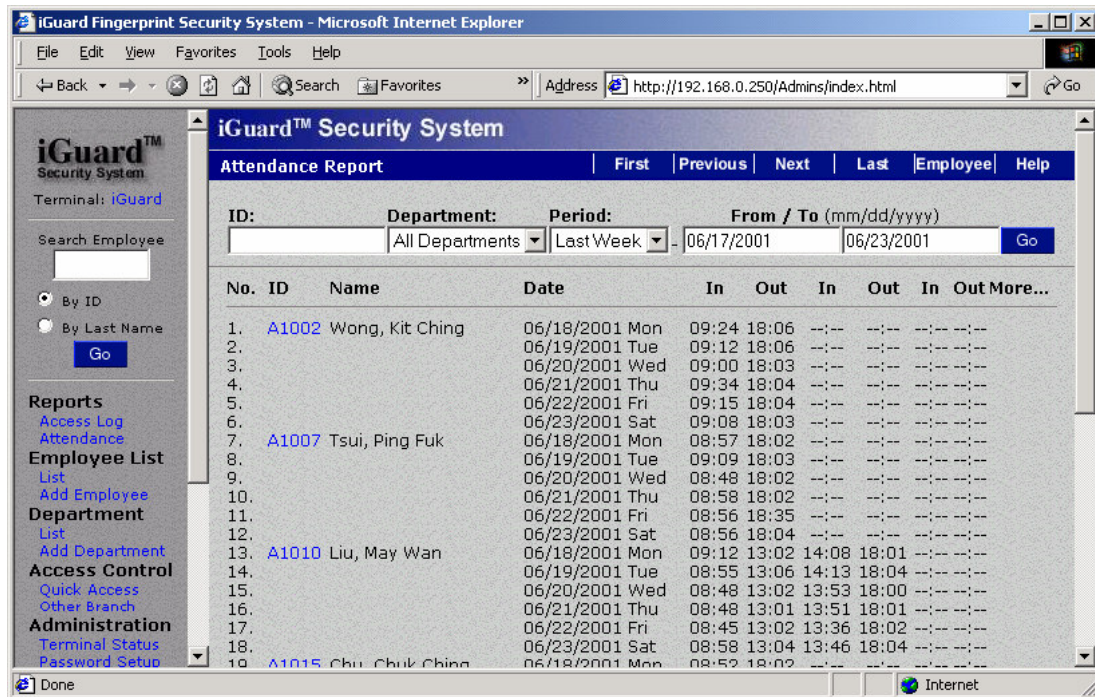 iGuard Fingerprint Security System - Microsoft Internet Explorer
File Edit View Favorites Tools Help
Back Search Favorites » Address http://192.168.0.250/Admins/index.html Go
iGuard™
Security System
Terminal: iGuard
Search Employee
By ID
By Last Name
Go
Reports
Access Log
Attendance
Employee List
List
Add Employee
Department
List
Add Department
Access Control
Quick Access
Other Branch
Administration
Terminal Status
Password Setup
iGuard™ Security System
Attendance Report First Previous Next Last Employee Help
ID: Department: Period: From / To (mm/dd/yyyy)
All Departments Last Week - 06/17/2001 06/23/2001 Go
No. ID Name Date In Out In Out In Out More...
1. A1002 Wong, Kit Ching 06/18/2001 Mon 09:24 18:06 --:-- --:-- --:-- --:--
2. 06/19/2001 Tue 09:12 18:06 --:-- --:-- --:-- --:--
3. 06/20/2001 Wed 09:00 18:03 --:-- --:-- --:-- --:--
4. 06/21/2001 Thu 09:34 18:04 --:-- --:-- --:-- --:--
5. 06/22/2001 Fri 09:15 18:04 --:-- --:-- --:-- --:--
6. 06/23/2001 Sat 09:08 18:03 --:-- --:-- --:-- --:--
7. A1007 Tsui, Ping Fuk 06/18/2001 Mon 08:57 18:02 --:-- --:-- --:-- --:--
8. 06/19/2001 Tue 09:09 18:03 --:-- --:-- --:-- --:--
9. 06/20/2001 Wed 08:48 18:02 --:-- --:-- --:-- --:--
10. 06/21/2001 Thu 08:58 18:02 --:-- --:-- --:-- --:--
11. 06/22/2001 Fri 08:56 18:35 --:-- --:-- --:-- --:--
12. 06/23/2001 Sat 08:56 18:04 --:-- --:-- --:-- --:--
13. A1010 Liu, May Wan 06/18/2001 Mon 09:12 13:02 14:08 18:01 --:-- --:--
14. 06/19/2001 Tue 08:55 13:06 14:13 18:04 --:-- --:--
15. 06/20/2001 Wed 08:48 13:02 13:53 18:00 --:-- --:--
16. 06/21/2001 Thu 08:48 13:01 13:51 18:01 --:-- --:--
17. 06/22/2001 Fri 08:45 13:02 13:36 18:02 --:-- --:--
18. 06/23/2001 Sat 08:58 13:04 13:46 18:04 --:-- --:--
19. A1015 Chu, Chuk Ching 06/18/2001 Mon 08:52 18:02 --:-- --:-- --:-- --:--
Done Internet